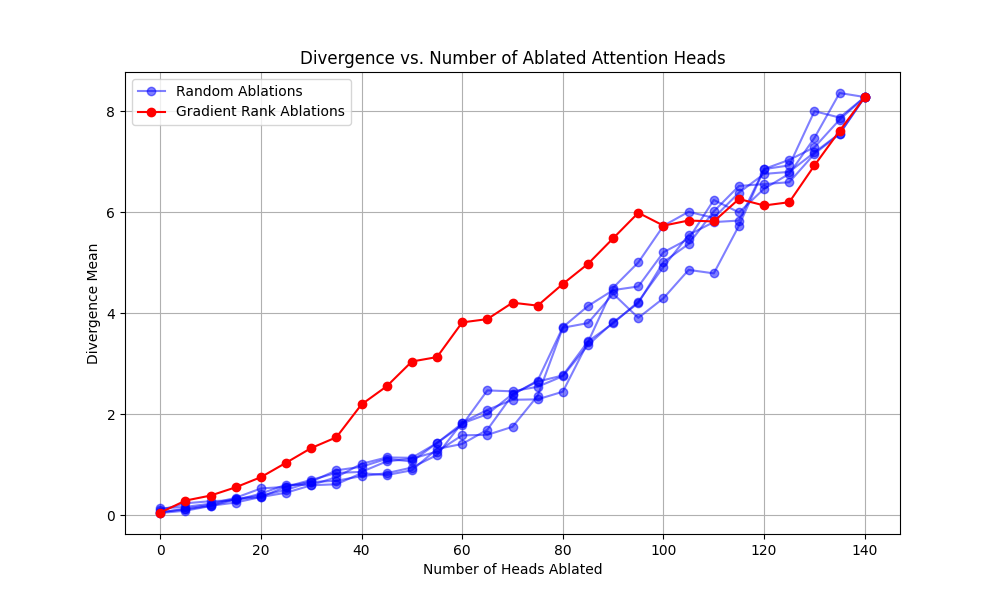 Divergence vs. Number of Ablated Attention Heads
Random Ablations
Gradient Rank Ablations
Divergence Mean
8
6
4
2
0
0 20 40 60 80 100 120 140
Number of Heads Ablated